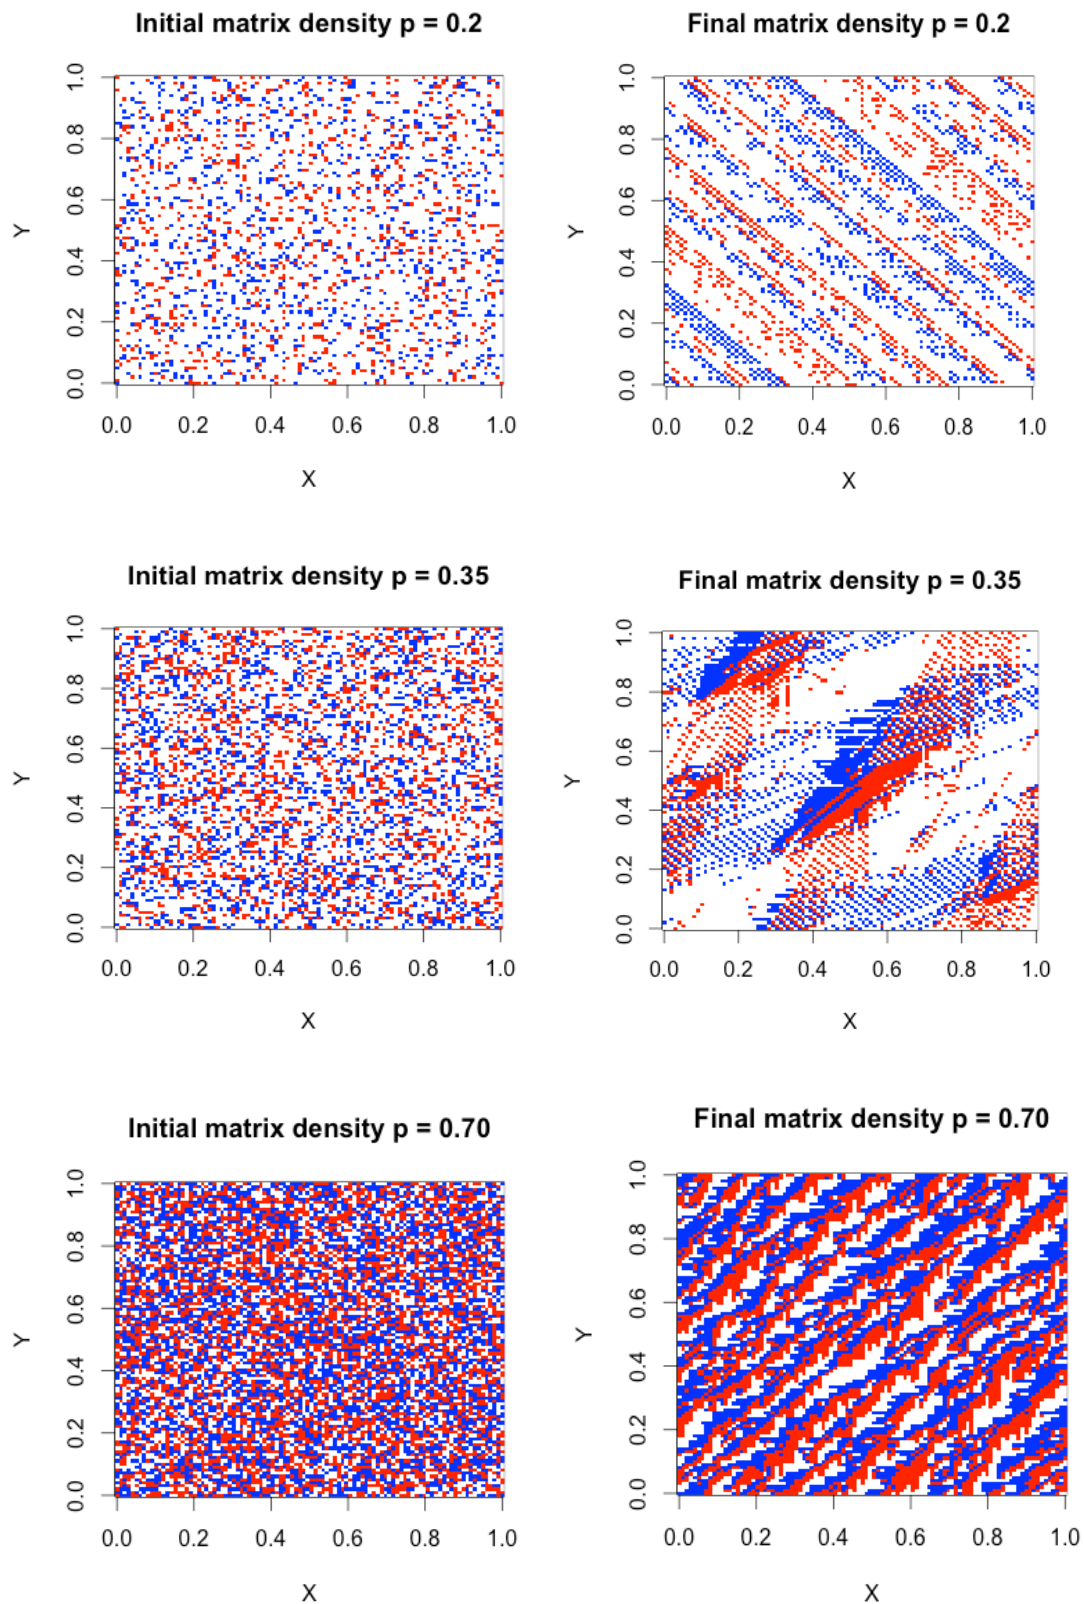 Initial matrix density p = 0.2
Final matrix density p = 0.2
Y
1.0
0.8
0.6
0.4
0.2
0.0
0.0 0.2 0.4 0.6 0.8 1.0
X
Y
1.0
0.8
0.6
0.4
0.2
0.0
0.0 0.2 0.4 0.6 0.8 1.0
X
Initial matrix density p = 0.35
Final matrix density p = 0.35
Y
1.0
0.8
0.6
0.4
0.2
0.0
0.0 0.2 0.4 0.6 0.8 1.0
X
Y
1.0
0.8
0.6
0.4
0.2
0.0
0.0 0.2 0.4 0.6 0.8 1.0
X
Initial matrix density p = 0.70
Final matrix density p = 0.70
Y
1.0
0.8
0.6
0.4
0.2
0.0
0.0 0.2 0.4 0.6 0.8 1.0
X
Y
1.0
0.8
0.6
0.4
0.2
0.0
0.0 0.2 0.4 0.6 0.8 1.0
X